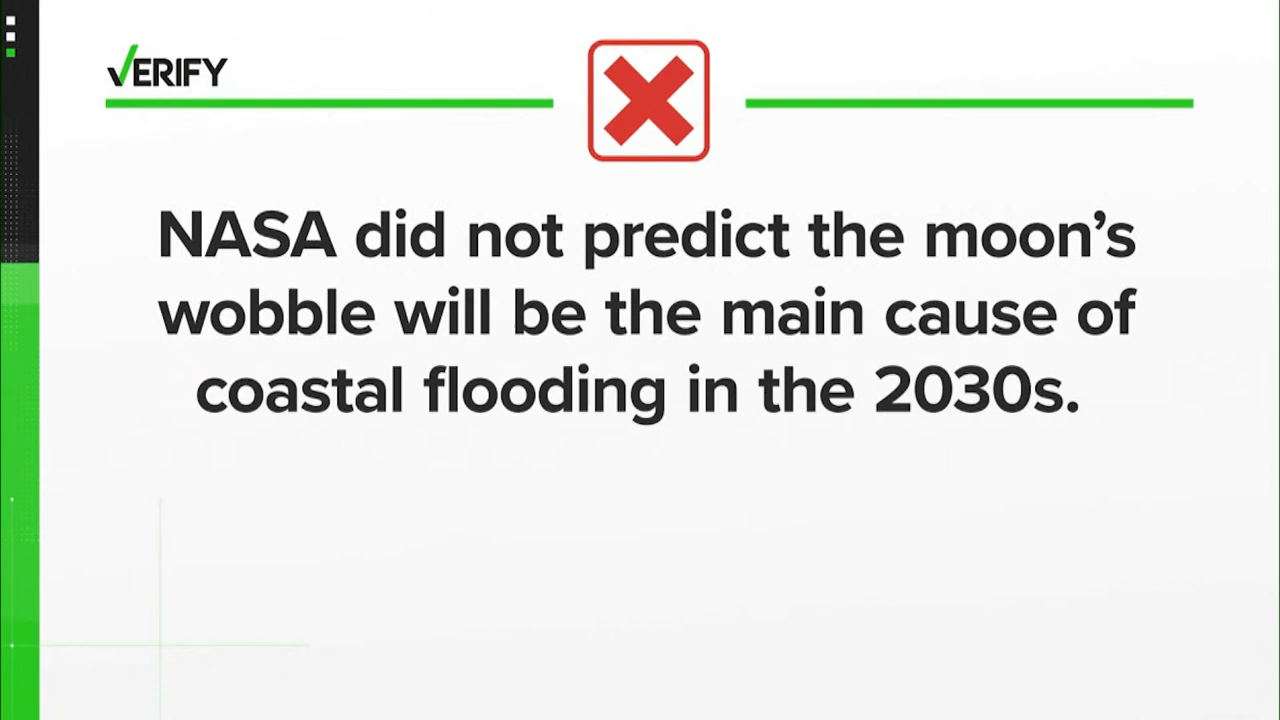 VERIFY
NASA did not predict the moon’s
wobble will be the main cause of
coastal flooding in the 2030s.